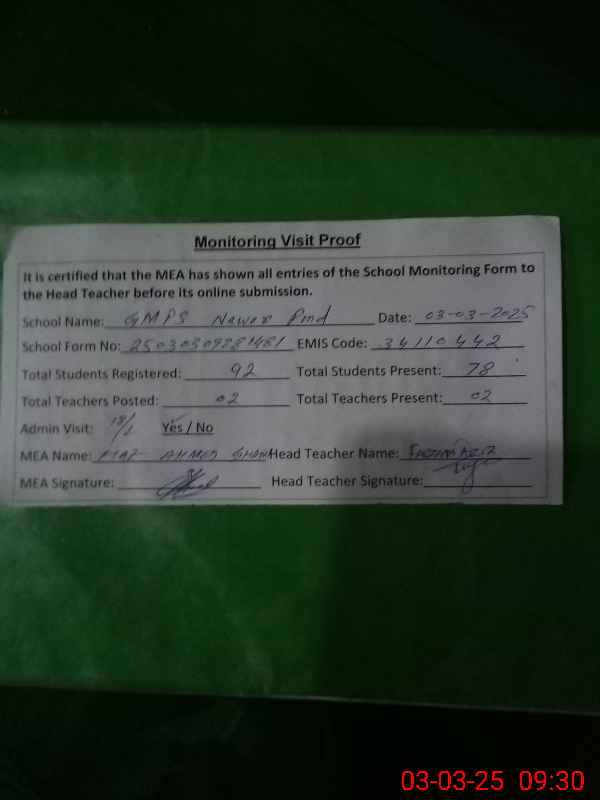 Monitoring Visit Proof
It is certified that the MEA has shown all entries of the School Monitoring Form to
the Head Teacher before its online submission.
School Name: GMPS Pind Date: 03-03-2025
School Form No: EMIS Code: 34110442
Total Students Registered: 92 Total Students Present: 78
Total Teachers Posted: 02 Total Teachers Present: 02
Admin Visit: Yes / No
MEA Name: AHMED Head Teacher Name:
MEA Signature: Head Teacher Signature:
03-03-25 09:30